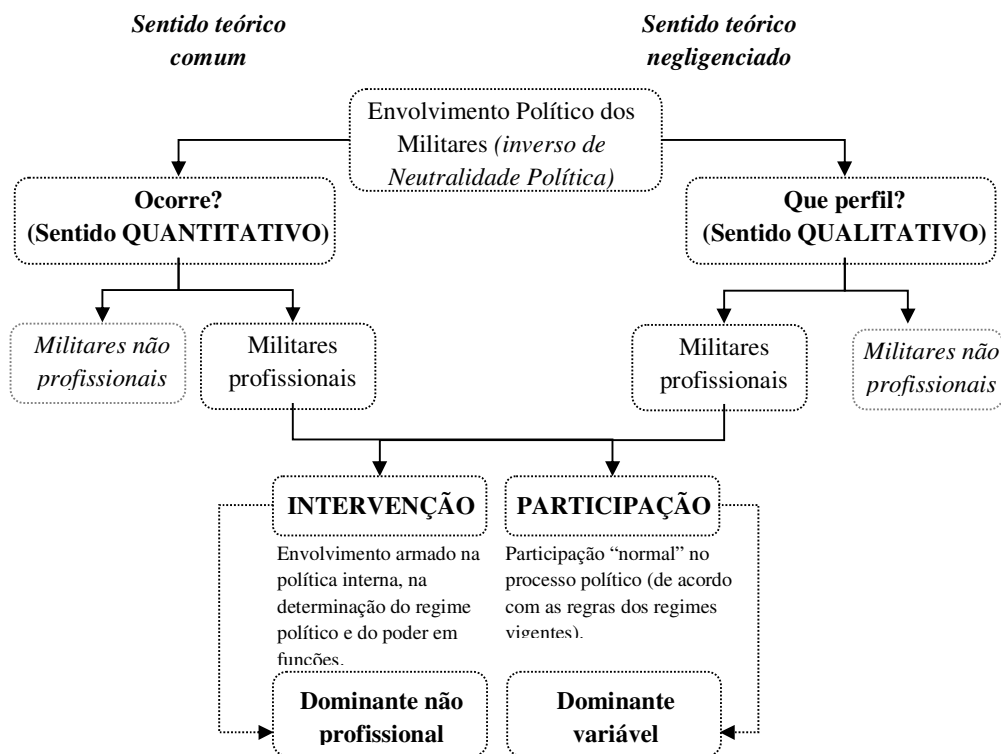 Sentido teórico
comum
Sentido teórico
negligenciado
Envolvimento Político dos
Militares (inverso de
Neutralidade Política)
Ocorre?
(Sentido QUANTITATIVO)
Que perfil?
(Sentido QUALITATIVO)
Militares não
profissionais
Militares
profissionais
Militares
profissionais
Militares não
profissionais
INTERVENÇÃO
PARTICIPAÇÃO
Envolvimento armado na
política interna, na
determinação do regime
político e do poder em
funções.
Participação “normal” no
processo político (de acordo
com as regras dos regimes
vigentes).
Dominante não
profissional
Dominante
variável